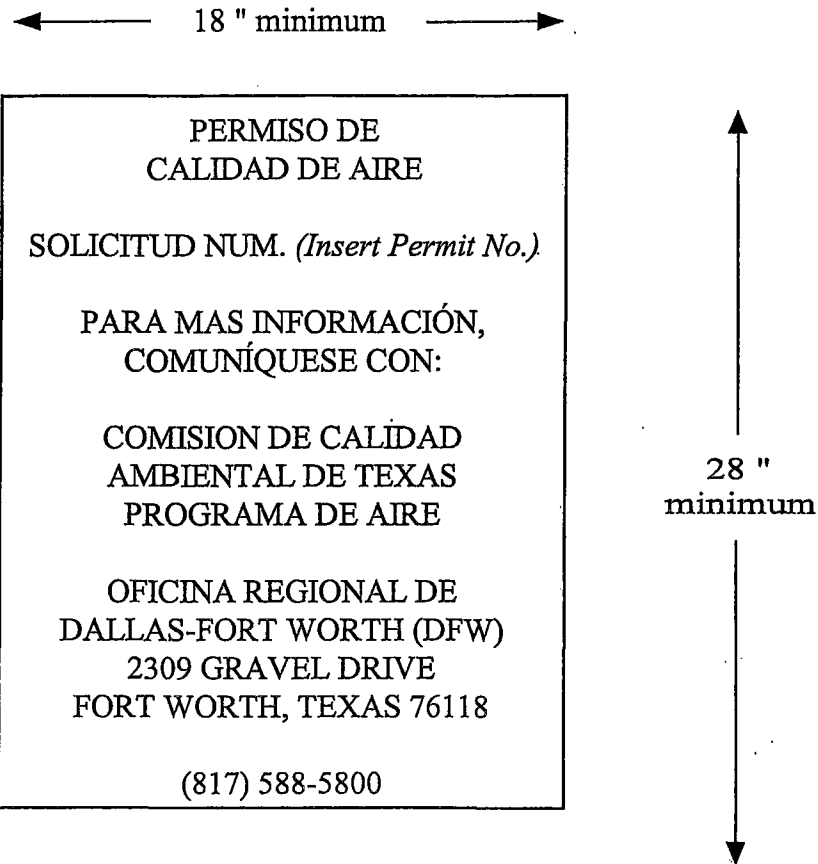 18 " minimum
PERMISO DE
CALIDAD DE AIRE
SOLICITUD NUM. (Insert Permit No.)
PARA MAS INFORMACIÓN,
COMUNÍQUESE CON:
COMISION DE CALIDAD
AMBIENTAL DE TEXAS
PROGRAMA DE AIRE
OFICINA REGIONAL DE
DALLAS-FORT WORTH (DFW)
2309 GRAVEL DRIVE
FORT WORTH, TEXAS 76118
(817) 588-5800
28 "
minimum